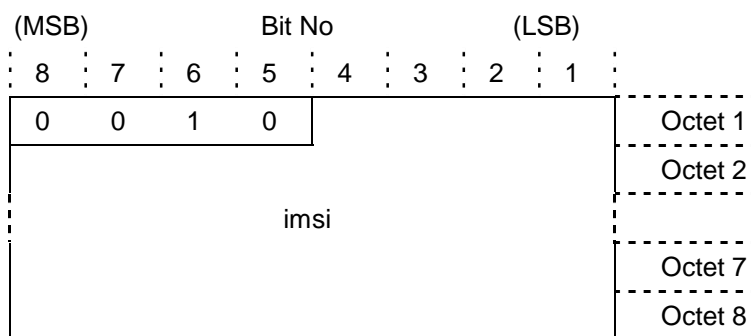 (MSB) Bit No (LSB)
8 7 6 5 4 3 2 1
0 0 1 0 Octet 1
Octet 2
imsi
Octet 7
Octet 8